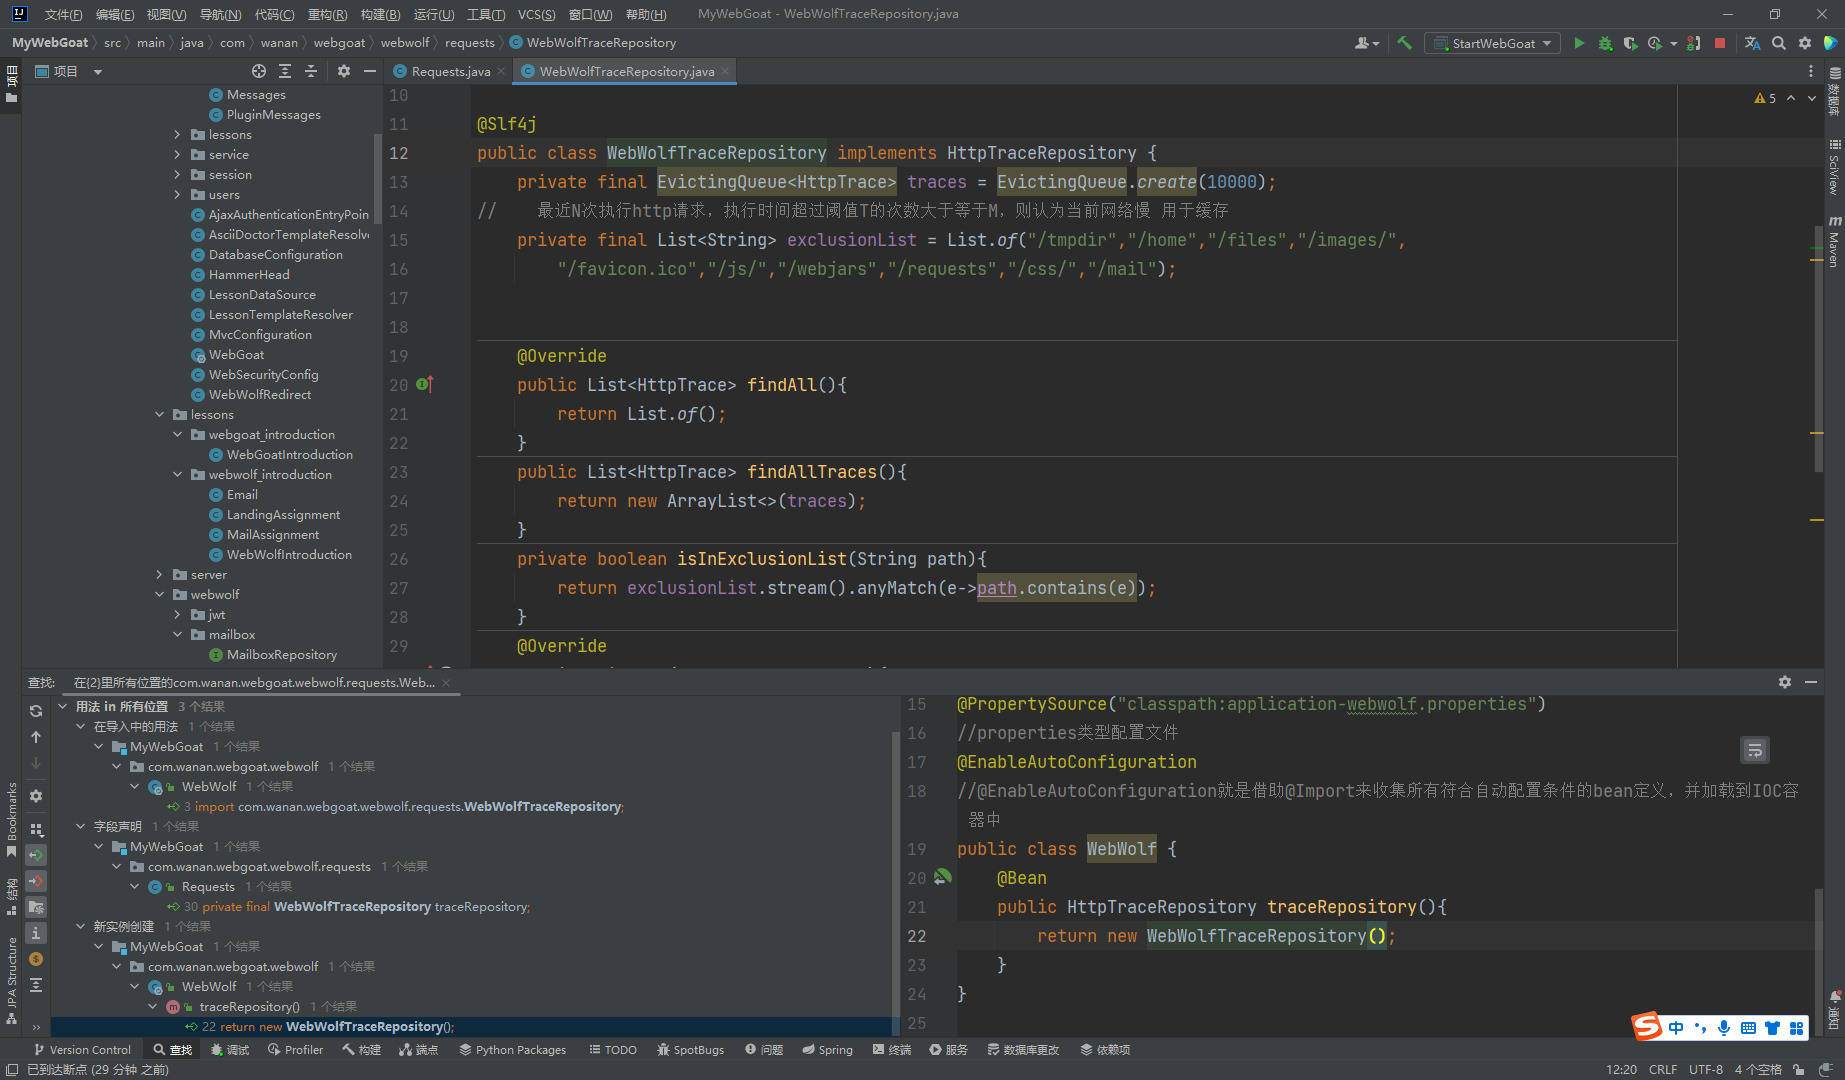 文件(F) 编辑(E) 视图(V) 导航(N) 代码(C) 重构(R) 构建(B) 运行(U) 工具(T) VCS(S) 窗口(W) 帮助(H) MyWebGoat - WebWolfTraceRepository.java
MyWebGoat src main java com wanan webgoat webwolf requests WebWolfTraceRepository StartWebGoat
项目
项目
Requests.java WebWolfTraceRepository.java
Messages
PluginMessages
lessons
service
session
users
AjaxAuthenticationEntryPoin
AsciiDoctorTemplateResolve
DatabaseConfiguration
HammerHead
LessonDataSource
LessonTemplateResolver
MvcConfiguration
WebGoat
WebSecurityConfig
WebWolfRedirect
lessons
webgoat_introduction
WebGoatIntroduction
webwolf_introduction
Email
LandingAssignment
MailAssignment
WebWolfIntroduction
server
webwolf
jwt
mailbox
MailboxRepository
5
10
11 @Slf4j
12 public class WebWolfTraceRepository implements HttpTraceRepository {
13 private final EvictingQueue<HttpTrace> traces = EvictingQueue.create(10000);
14 // 最近N次执行http请求，执行时间超过阈值T的次数大于等于M，则认为当前网络慢 用于缓存
15 private final List<String> exclusionList = List.of("/tmpdir","/home","/files","/images/",
16 "/favicon.ico","/js/","/webjars","/requests","/css/","/mail");
17
18
19 @Override
20 public List<HttpTrace> findAll(){
21 return List.of();
22 }
23 public List<HttpTrace> findAllTraces(){
24 return new ArrayList<>(traces);
25 }
26 private boolean isInExclusionList(String path){
27 return exclusionList.stream().anyMatch(e->path.contains(e));
28 }
29 @Override
数据库
SciView
Maven
通知
查找: 在{2}里所有位置的com.wanan.webgoat.webwolf.requests.Web...
用法 in 所有位置 3 个结果
在导入中的用法 1 个结果
MyWebGoat 1 个结果
com.wanan.webgoat.webwolf 1 个结果
WebWolf 1 个结果
3 import com.wanan.webgoat.webwolf.requests.WebWolfTraceRepository;
字段声明 1 个结果
MyWebGoat 1 个结果
com.wanan.webgoat.webwolf.requests 1 个结果
Requests 1 个结果
30 private final WebWolfTraceRepository traceRepository;
新实例创建 1 个结果
MyWebGoat 1 个结果
com.wanan.webgoat.webwolf 1 个结果
WebWolf 1 个结果
traceRepository() 1 个结果
22 return new WebWolfTraceRepository();
15 @PropertySource("classpath:application-webwolf.properties")
16 //properties类型配置文件
17 @EnableAutoConfiguration
18 //@EnableAutoConfiguration就是借助@Import来收集所有符合自动配置条件的bean定义，并加载到IOC容
器中
19 public class WebWolf {
20 @Bean
21 public HttpTraceRepository traceRepository(){
22 return new WebWolfTraceRepository();
23 }
24 }
25
Bookmarks
结构
JPA Structure
中
Version Control 查找 调试 Profiler 构建 端点 Python Packages TODO SpotBugs 问题 Spring 终端 服务 数据库更改 依赖项
已到达断点 (29 分钟 之前) 12:20 CRLF UTF-8 4 个空格